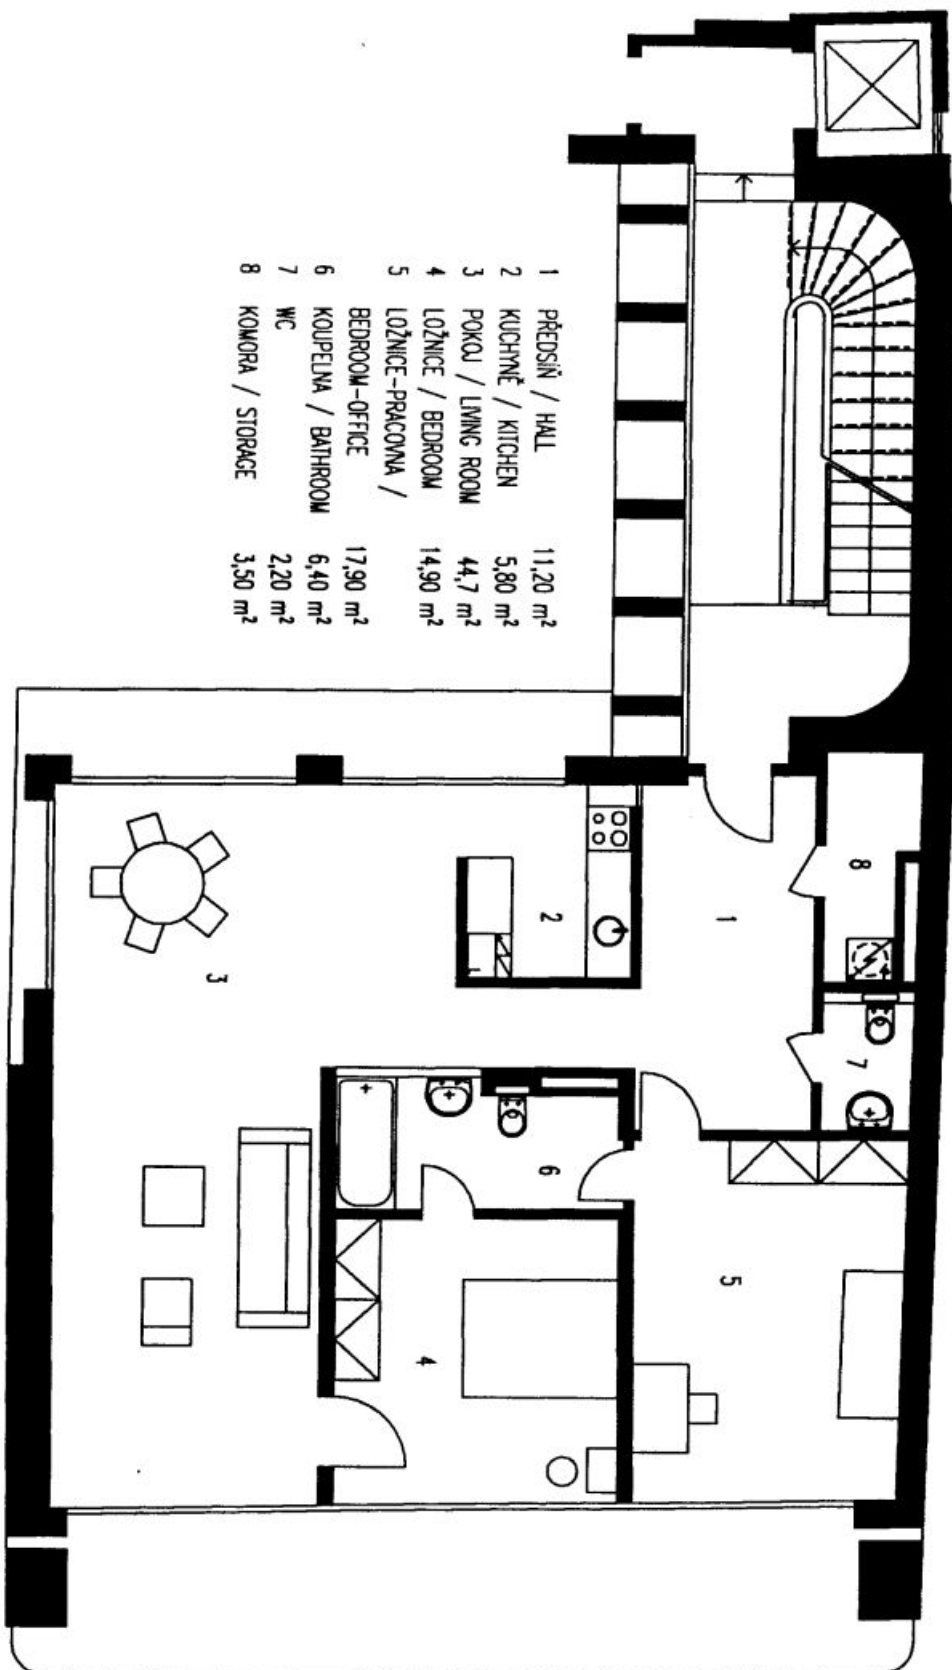 1 PŘEDSÍŇ / HALL 11,20 m²
2 KUCHYNĚ / KITCHEN 5,80 m²
3 POKOJ / LIVING ROOM 44,7 m²
4 LOŽNICE / BEDROOM 14,90 m²
5 LOŽNICE-PRACOVNA /
BEDROOM-OFFICE 17,90 m²
6 KOUPELNA / BATHROOM 6,40 m²
7 WC 2,20 m²
8 KOMORA / STORAGE 3,50 m²
8
1
7
2
5
6
4
3